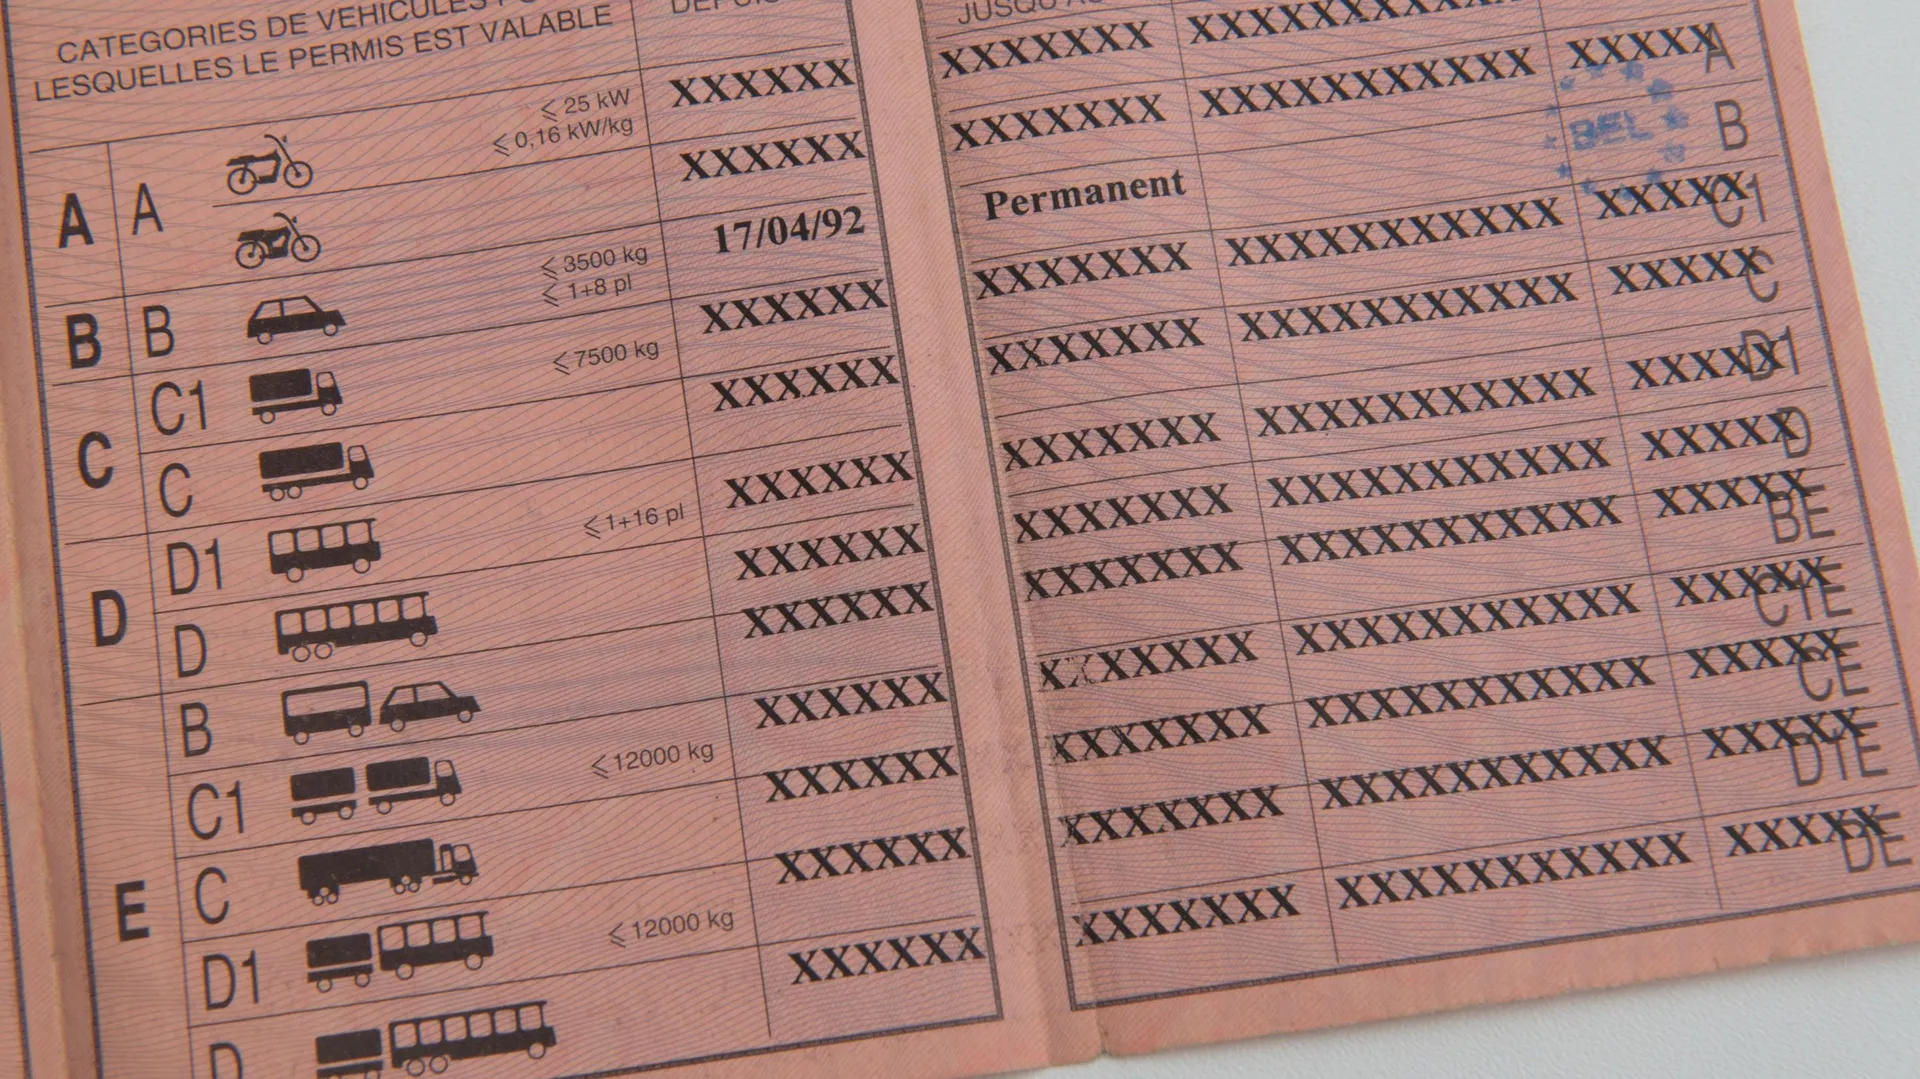 CATEGORIES DE VEHICULES
LESQUELLES LE PERMIS EST VALABLE
DEPUIS
JUSQU'AU
A A ≤ 25 kW
≤ 0,16 kW/kg
XXXXXX XXXXXXX XXXXXXXXXXX
XXXXXX XXXXXXX XXXXXXXXXXX XXXXX A
B B ≤ 3500 kg
≤ 1+8 pl
17/04/92 Permanent BEL B
C C1 ≤ 7500 kg XXXXXX XXXXXXX XXXXXXXXXXX XXXXX C1
C XXXXXX XXXXXXX XXXXXXXXXXX XXXXX C
D D1 ≤ 1+16 pl XXXXXX XXXXXXX XXXXXXXXXXX XXXXX D1
D XXXXXX XXXXXXX XXXXXXXXXXX XXXXX D
E B XXXXXX XXXXXXX XXXXXXXXXXX XXXXX BE
C1 ≤ 12000 kg XXXXXX XXXXXXX XXXXXXXXXXX XXXXX C1E
C XXXXXX XXXXXXX XXXXXXXXXXX XXXXX CE
D1 ≤ 12000 kg XXXXXX XXXXXXX XXXXXXXXXXX XXXXX D1E
D XXXXXX XXXXXXX XXXXXXXXXXX XXXXX DE